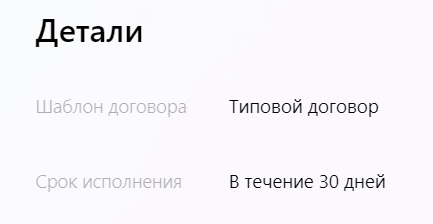 Детали
Шаблон договора Типовой договор
Срок исполнения В течение 30 дней